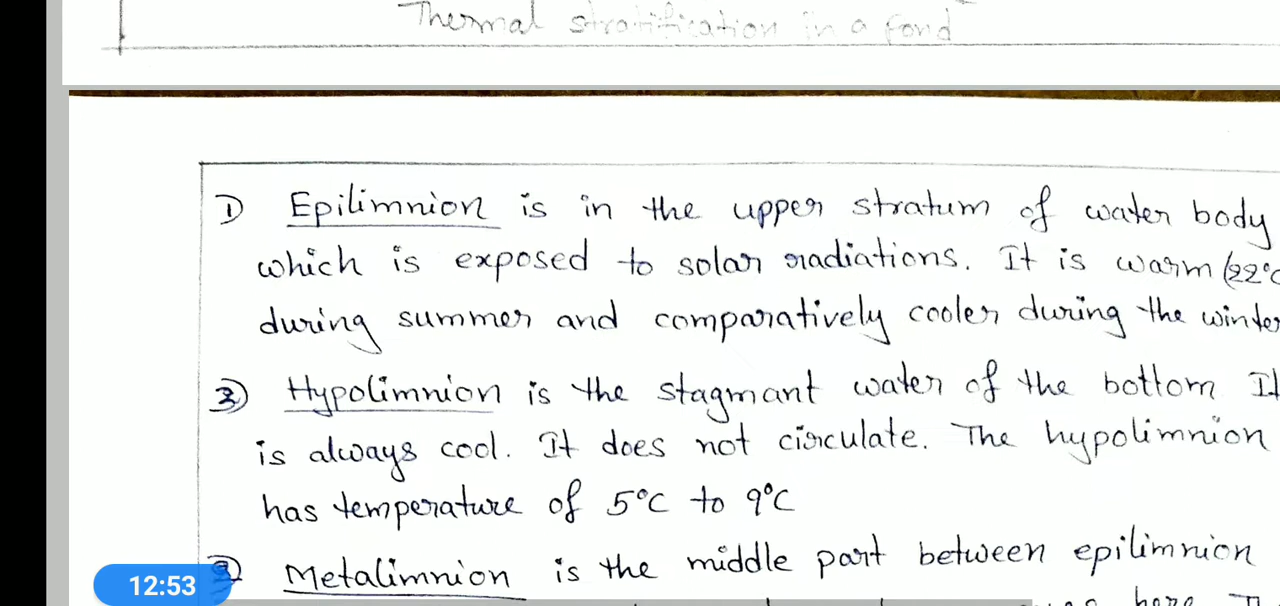 Thermal stratification in a Pond
1) Epilimnion is in the upper stratum of water body
which is exposed to solar radiations. It is warm (22°C
during summer and comparatively cooler during the winter
Hypolimnion is the stagmant water of the bottom It
is always cool. It does not circulate. The hypolimnion
has temperature of 5°C to 9°C
Metalimnion is the middle part between epilimnion
here
12:53